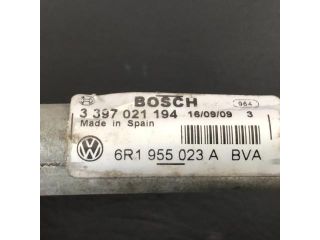 BOSCH 964
3 397 021 194 16/09/09 3
Made in Spain
6R1 955 023 A BVA